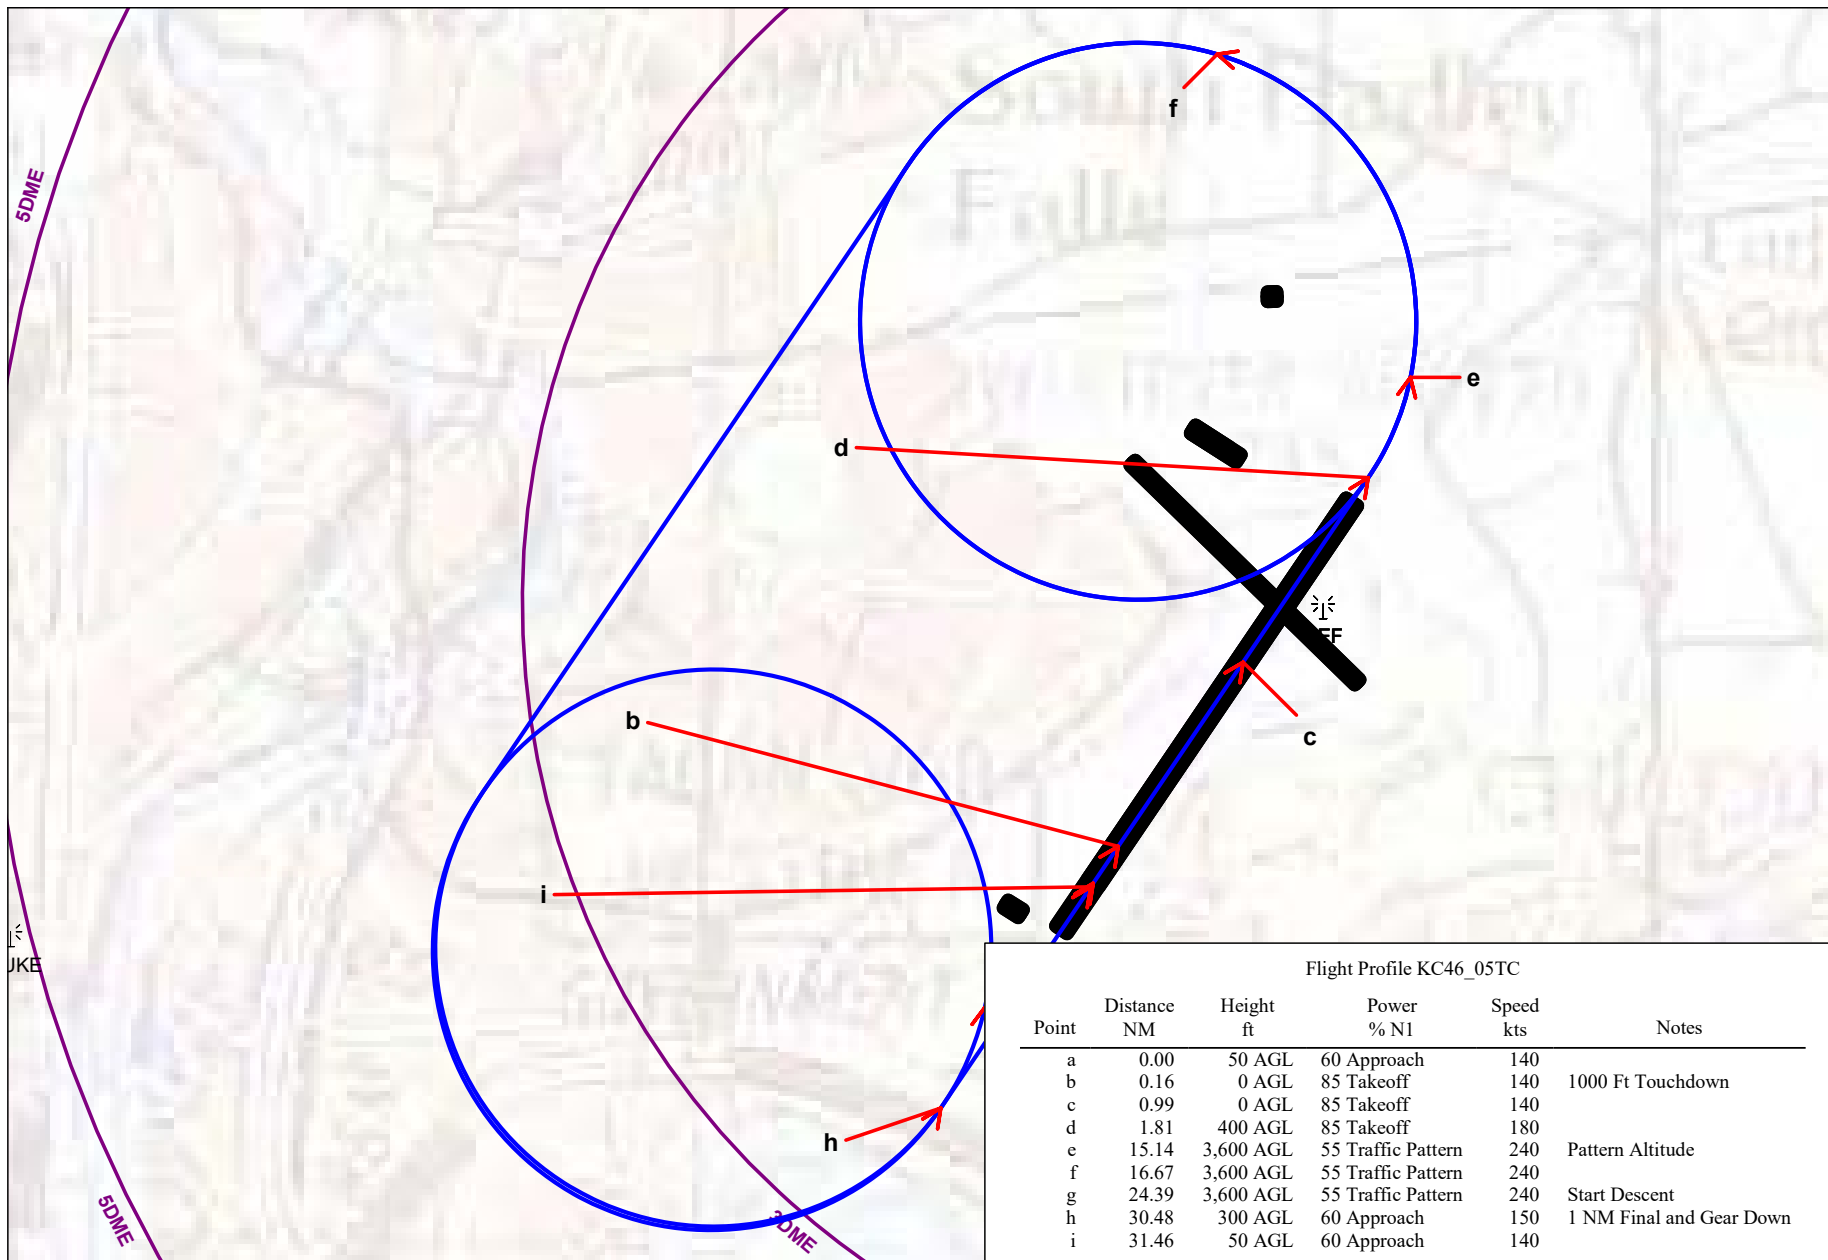 f
5DME
e
d
EF
b
c
i
JKE
h
5DME
3DME
Flight Profile KC46_05TC
Point Distance NM Height ft Power % N1 Speed kts Notes
a 0.00 50 AGL 60 Approach 140
b 0.16 0 AGL 85 Takeoff 140 1000 Ft Touchdown
c 0.99 0 AGL 85 Takeoff 140
d 1.81 400 AGL 85 Takeoff 180
e 15.14 3,600 AGL 55 Traffic Pattern 240 Pattern Altitude
f 16.67 3,600 AGL 55 Traffic Pattern 240
g 24.39 3,600 AGL 55 Traffic Pattern 240 Start Descent
h 30.48 300 AGL 60 Approach 150 1 NM Final and Gear Down
i 31.46 50 AGL 60 Approach 140